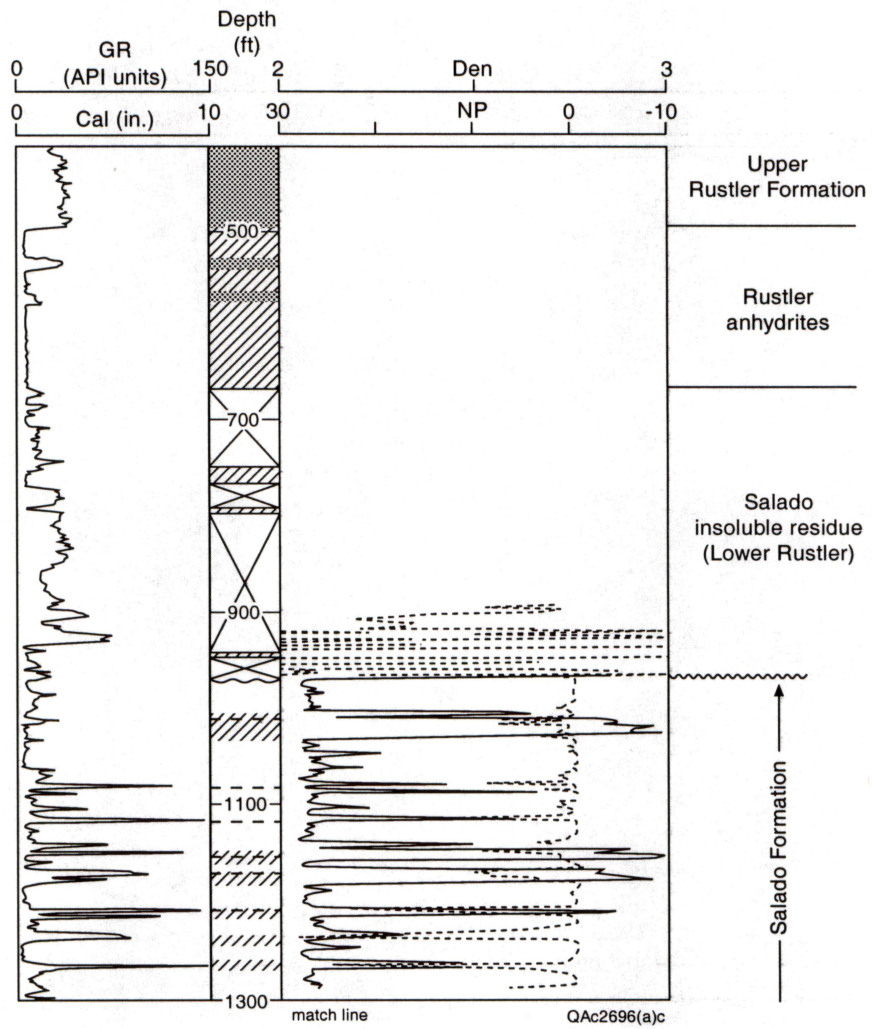 Depth
(ft)
GR
(API units)
0
150
2
Den
3
0
Cal (in.)
10
30
NP
0
-10
Upper
Rustler Formation
500
Rustler
anhydrites
700
Salado
insoluble residue
(Lower Rustler)
900
1100
Salado Formation
1300
match line
QAc2696(a)c